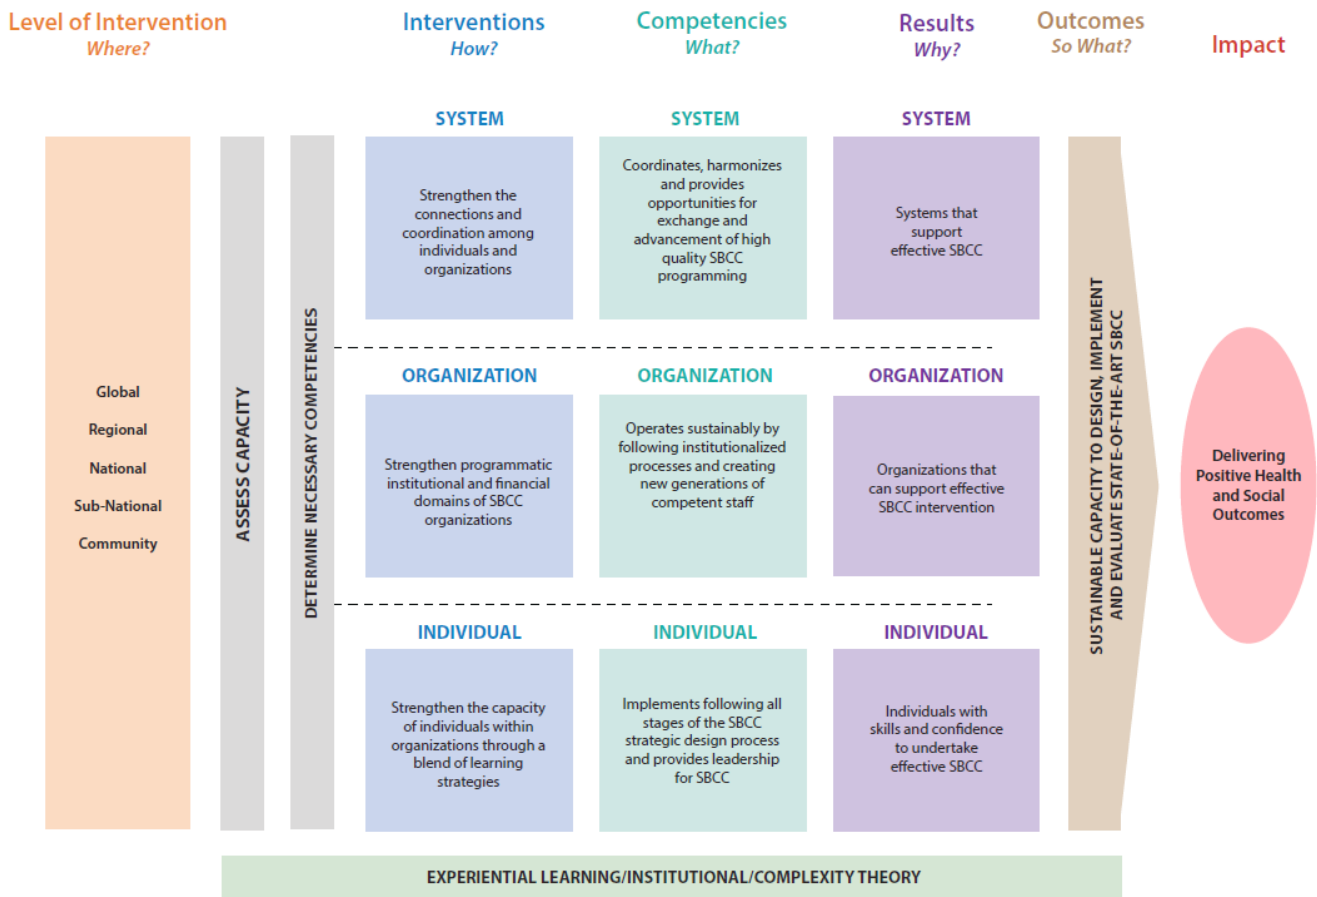 Level of Intervention
Where?
Interventions
How?
Competencies
What?
Results
Why?
Outcomes
So What?
Impact
Global
Regional
National
Sub-National
Community
ASSESS CAPACITY
DETERMINE NECESSARY COMPETENCIES
SYSTEM
Strengthen the
connections and
coordination among
individuals and
organizations
SYSTEM
Coordinates, harmonizes
and provides
opportunities for
exchange and
advancement of high
quality SBCC
programming
SYSTEM
Systems that
support
effective SBCC
ORGANIZATION
Strengthen programmatic
institutional and financial
domains of SBCC
organizations
ORGANIZATION
Operates sustainably by
following institutionalized
processes and creating
new generations of
competent staff
ORGANIZATION
Organizations that
can support effective
SBCC intervention
INDIVIDUAL
Strengthen the capacity
of individuals within
organizations through a
blend of learning
strategies
INDIVIDUAL
Implements following all
stages of the SBCC
strategic design process
and provides leadership
for SBCC
INDIVIDUAL
Individuals with
skills and confidence
to undertake
effective SBCC
SUSTAINABLE CAPACITY TO DESIGN, IMPLEMENT
AND EVALUATE STATE-OF-THE-ART SBCC
Delivering
Positive Health
and Social
Outcomes
EXPERIENTIAL LEARNING/INSTITUTIONAL/COMPLEXITY THEORY